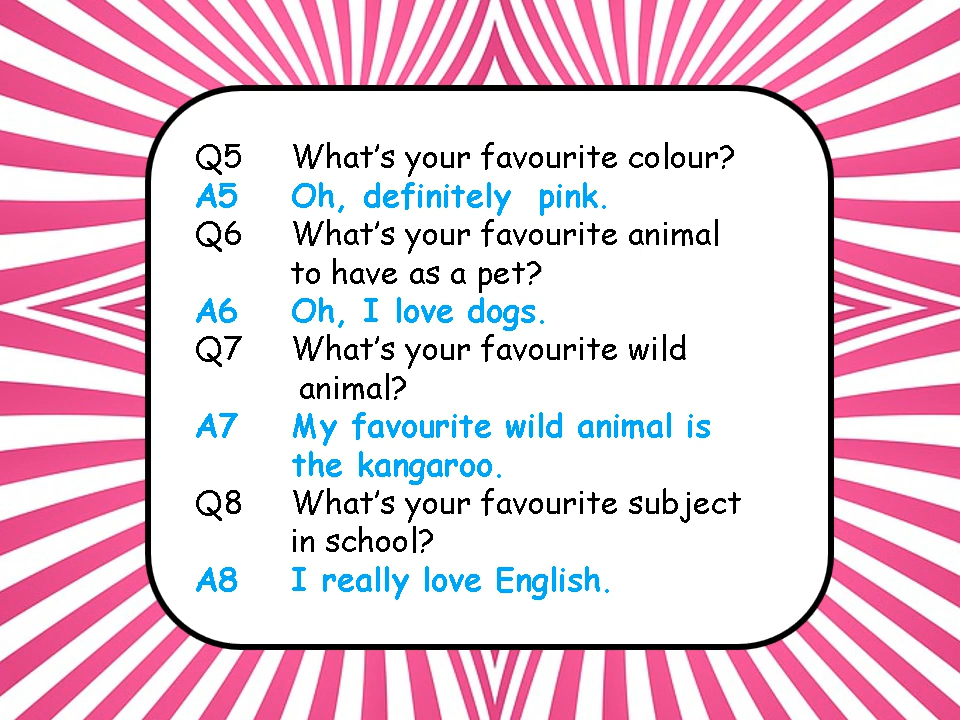 Q5 What's your favourite colour?
A5 Oh, definitely pink.
Q6 What's your favourite animal
to have as a pet?
A6 Oh, I love dogs.
Q7 What's your favourite wild
animal?
A7 My favourite wild animal is
the kangaroo.
Q8 What's your favourite subject
in school?
A8 I really love English.